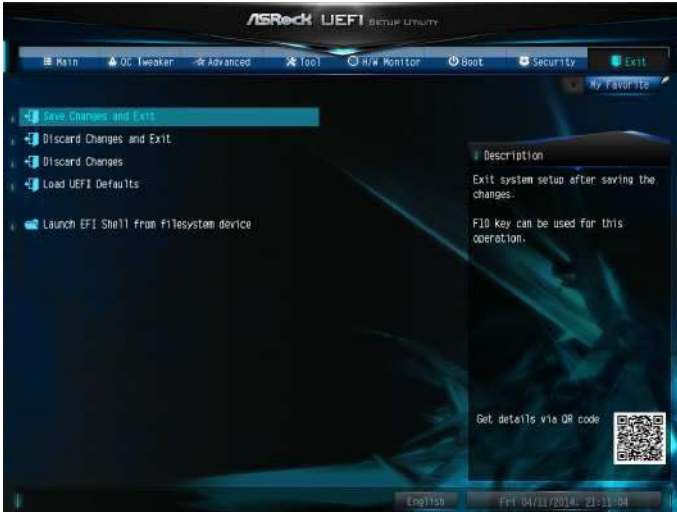 ASRock UEFI SETUP UTILITY
Main OC Tweaker Advanced Tool H/W Monitor Boot Security Exit
My Favorite
Save Changes and Exit
Discard Changes and Exit
Discard Changes
Load UEFI Defaults
Launch EFI Shell from filesystem device
Description
Exit system setup after saving the
changes.
F10 key can be used for this
operation.
Get details via QR code
English
Fri 04/11/2014, 21:11:04